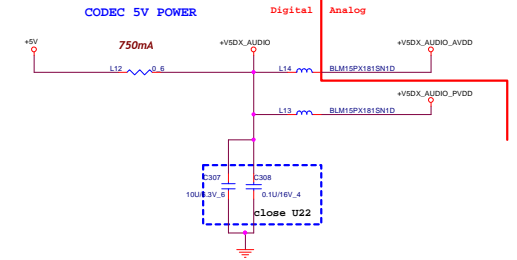 CODEC 5V POWER
Digital Analog
+5V
750mA
+V5DX_AUDIO
+V5DX_AUDIO_AVDD
L12
0_6
L14
BLM15PX181SN1D
+V5DX_AUDIO_PVDD
L13
BLM15PX181SN1D
C307
C308
10U/6.3V_6
0.1U/16V_4
close U22